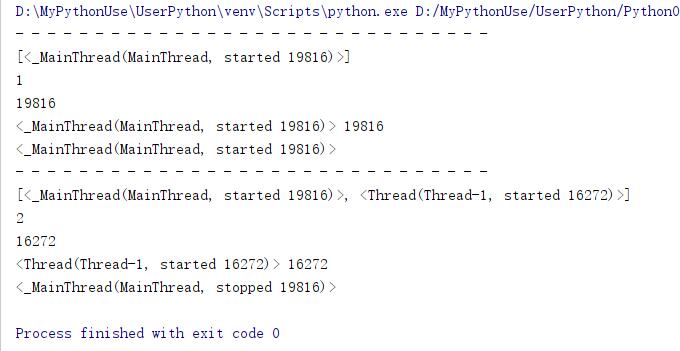 D:\MyPythonUse\UserPython\venv\Scripts\python.exe D:/MyPythonUse/UserPython/Python0
- - - - - - - - - - - - - - - - - - - - - - - - - - - - - -
[<_MainThread(MainThread, started 19816)>]
1
19816
<_MainThread(MainThread, started 19816)> 19816
<_MainThread(MainThread, started 19816)>
- - - - - - - - - - - - - - - - - - - - - - - - - - - - - -
[<_MainThread(MainThread, started 19816)>, <Thread(Thread-1, started 16272)>]
2
16272
<Thread(Thread-1, started 16272)> 16272
<_MainThread(MainThread, stopped 19816)>
Process finished with exit code 0